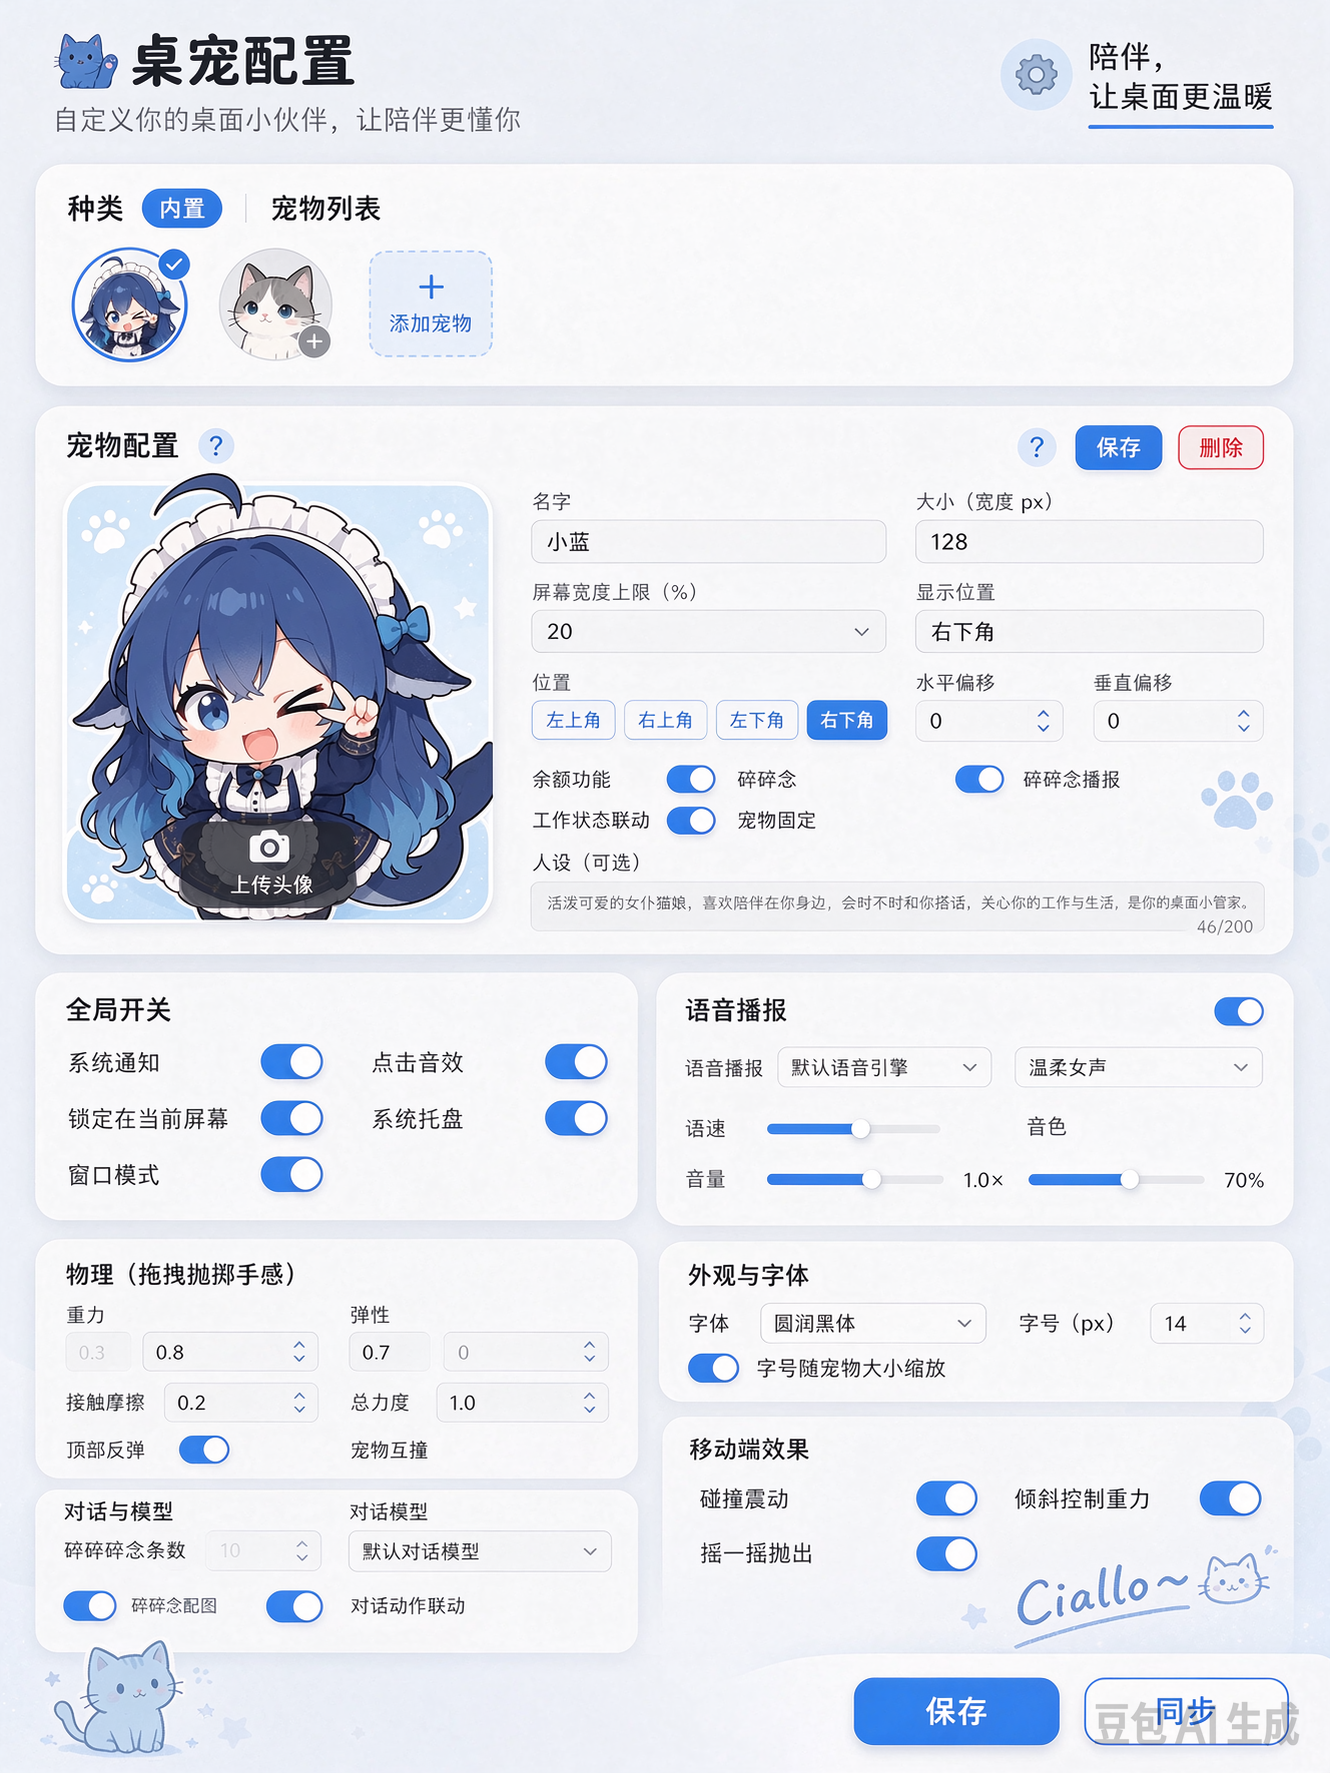 桌宠配置
自定义你的桌面小伙伴，让陪伴更懂你
陪伴，
让桌面更温暖
种类 内置 宠物列表
添加宠物
宠物配置 ? ? 保存 删除
名字 大小（宽度 px）
小蓝 128
屏幕宽度上限（%） 显示位置
20 右下角
位置 水平偏移 垂直偏移
左上角 右上角 左下角 右下角 0 0
余额功能 碎碎念 碎碎念播报
工作状态联动 宠物固定
人设（可选）
活泼可爱的女仆猫娘，喜欢陪伴在你身边，会时不时和你搭话，关心你的工作与生活，是你的桌面小管家。
46/200
上传头像
全局开关
系统通知 点击音效
锁定在当前屏幕 系统托盘
窗口模式
语音播报
语音播报 默认语音引擎 温柔女声
语速 音色
音量 1.0× 70%
物理（拖拽抛掷手感）
重力 弹性
0.3 0.8 0.7 0
接触摩擦 0.2 总力度 1.0
顶部反弹 宠物互撞
外观与字体
字体 圆润黑体 字号（px） 14
字号随宠物大小缩放
对话与模型 对话模型
碎碎碎念条数 10 默认对话模型
碎碎念配图 对话动作联动
移动端效果
碰撞震动 倾斜控制重力
摇一摇抛出
Ciallo~
保存 同步
豆包AI生成